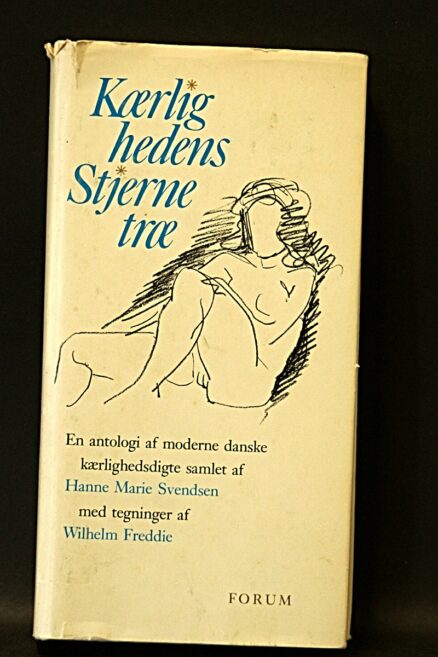 Kærlig
hedens
Stjerne
træ
En antologi af moderne danske
kærlighedsdigte samlet af
Hanne Marie Svendsen
med tegninger af
Wilhelm Freddie
FORUM